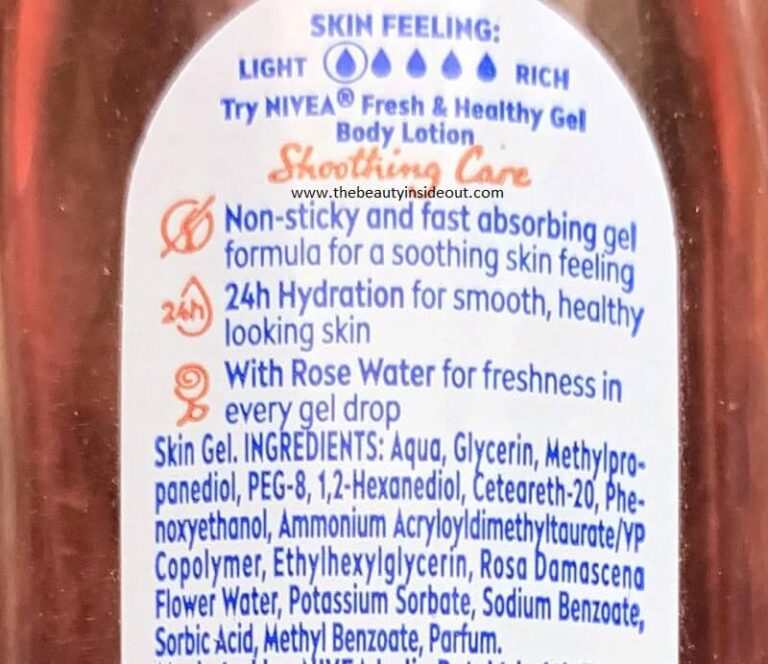 SKIN FEELING:
LIGHT RICH
Try NIVEA® Fresh & Healthy Gel
Body Lotion
Shoothing Care
www.thebeautyinsideout.com
Non-sticky and fast absorbing gel
formula for a soothing skin feeling
24h 24h Hydration for smooth, healthy
looking skin
With Rose Water for freshness in
every gel drop
Skin Gel. INGREDIENTS: Aqua, Glycerin, Methylpro-
panediol, PEG-8, 1,2-Hexanediol, Ceteareth-20, Phe-
noxyethanol, Ammonium Acryloyldimethyltaurate/VP
Copolymer, Ethylhexylglycerin, Rosa Damascena
Flower Water, Potassium Sorbate, Sodium Benzoate,
Sorbic Acid, Methyl Benzoate, Parfum.